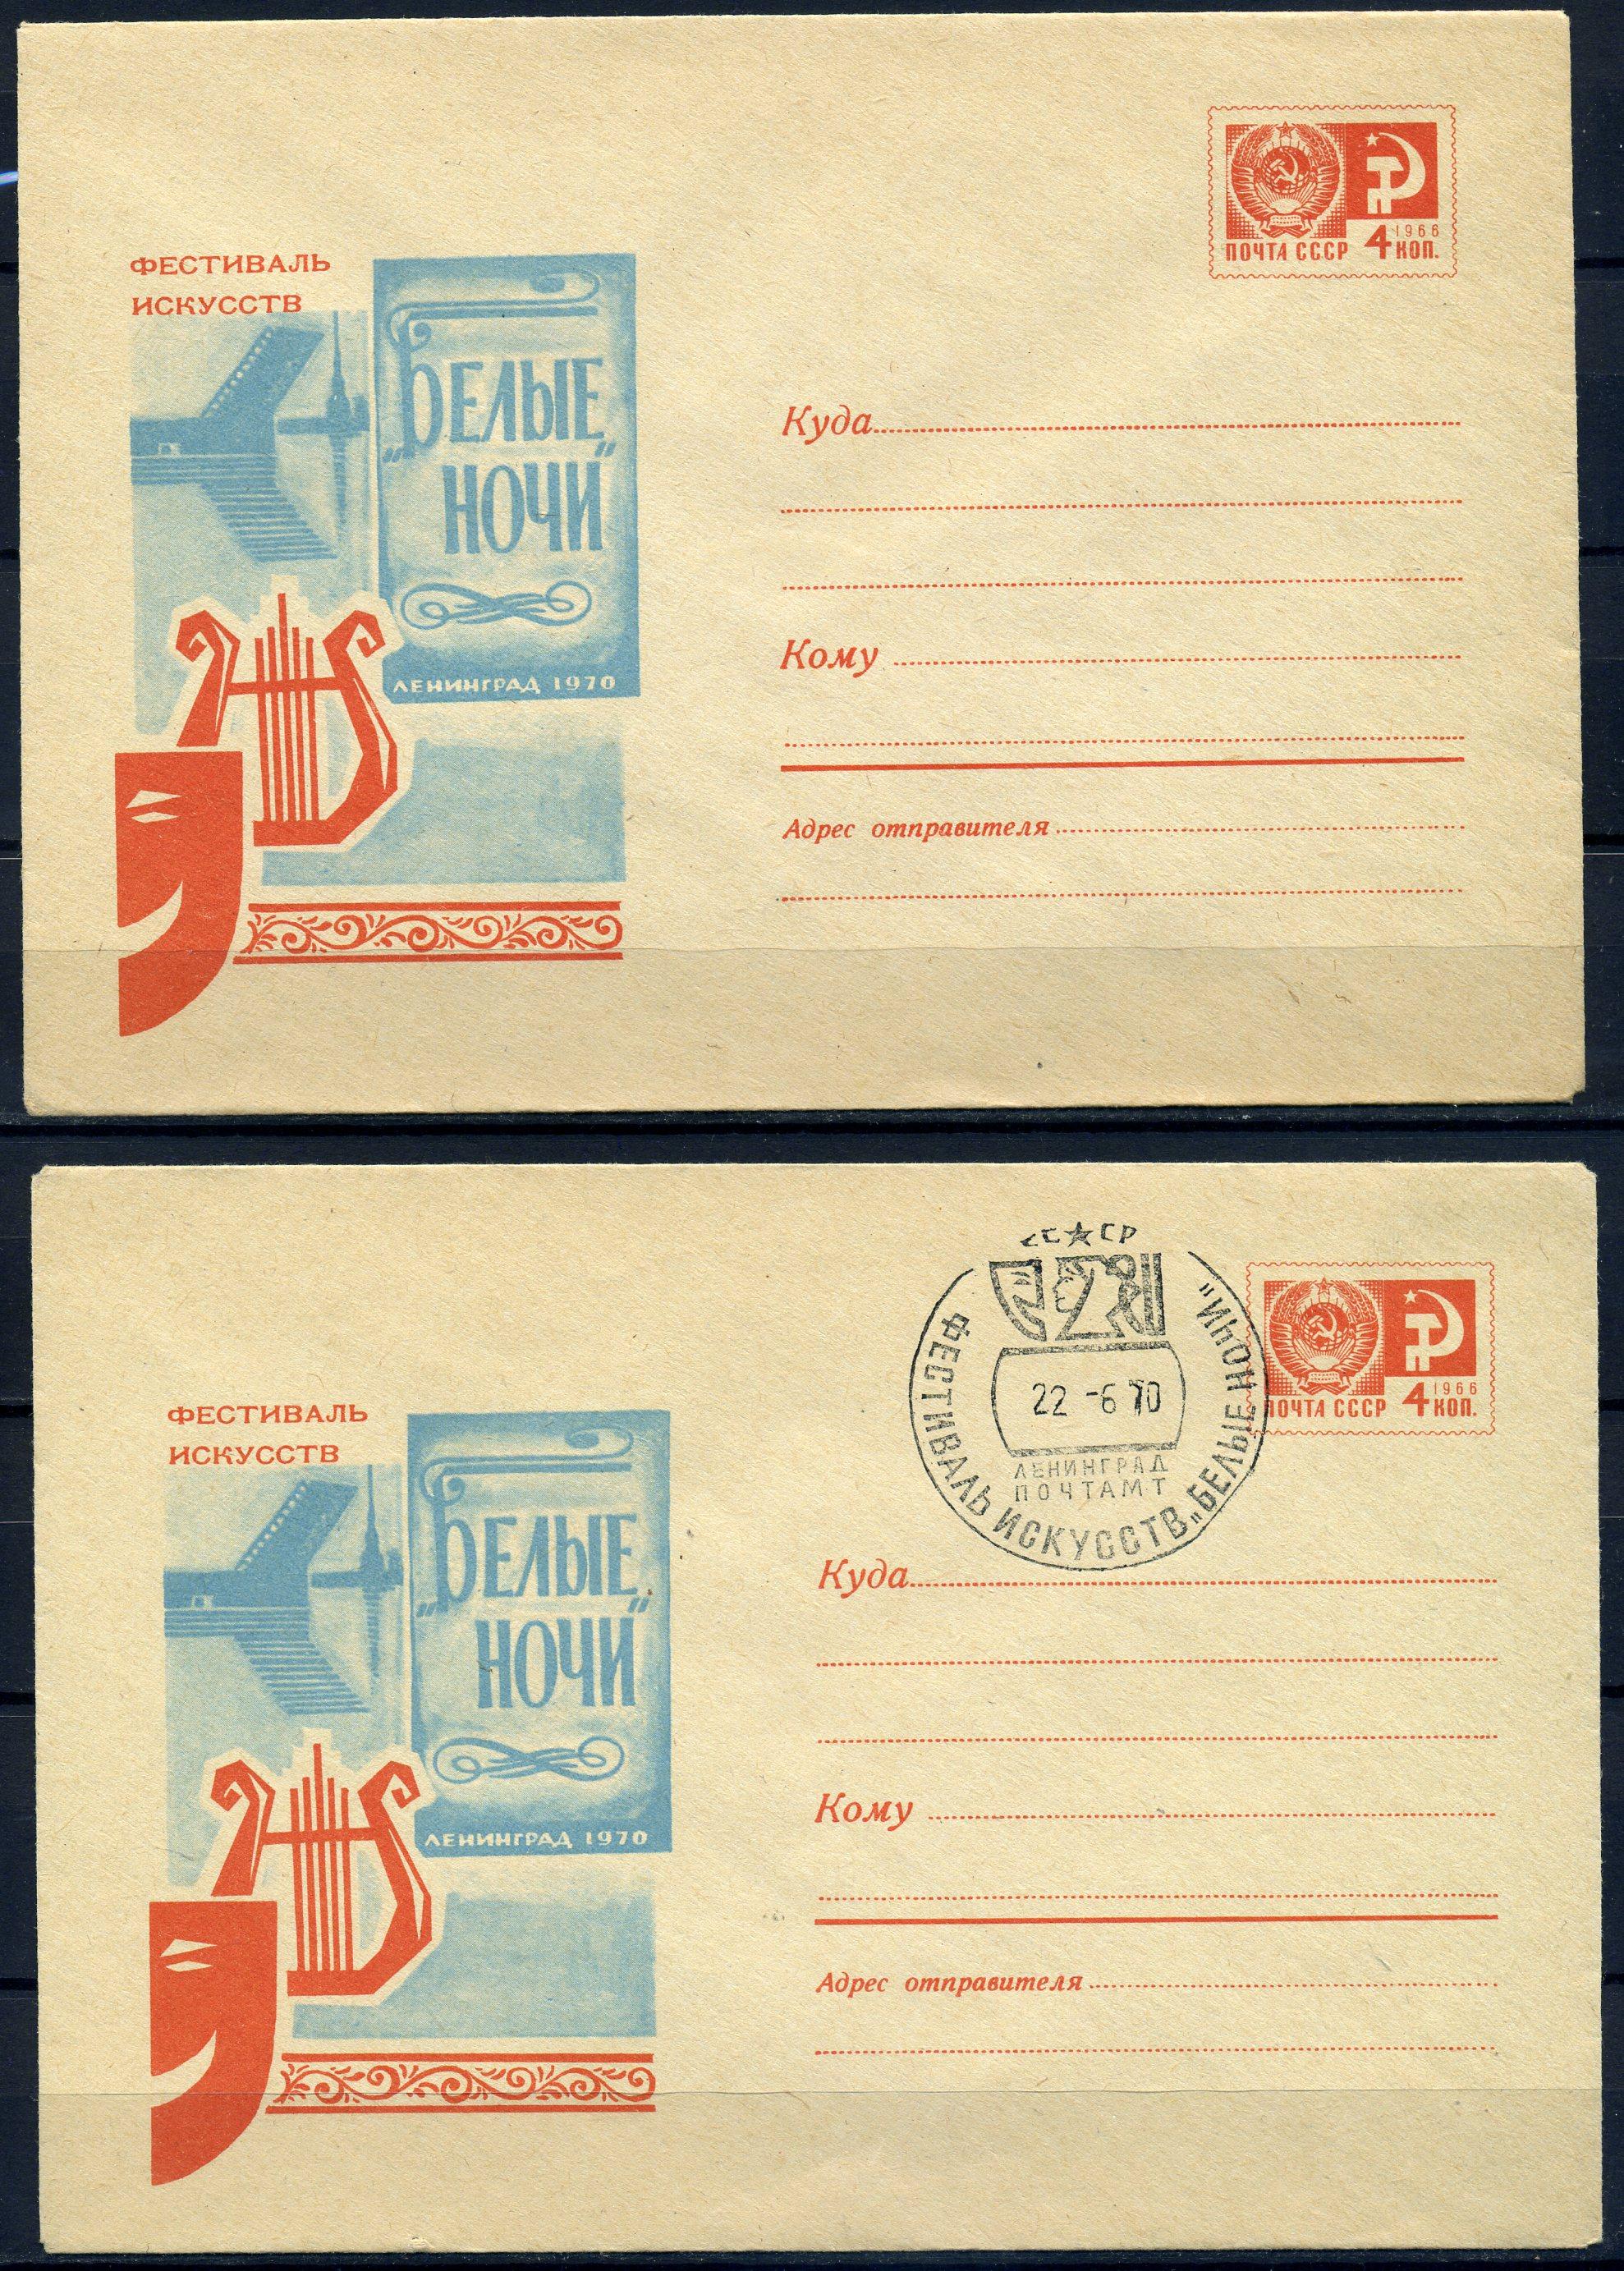 ФЕСТИВАЛЬ
ИСКУССТВ
„БЕЛЫЕ
НОЧИ"
ЛЕНИНГРАД 1970
ПОЧТА СССР 4 1966 КОП.
Куда
Кому
Адрес отправителя
СССР
22 -6 70
ЛЕНИНГРАД
ПОЧТАМТ
ФЕСТИВАЛЬ ИСКУССТВ „БЕЛЫЕ НОЧИ"
ПОЧТА СССР 4 1966 КОП.
ФЕСТИВАЛЬ
ИСКУССТВ
„БЕЛЫЕ
НОЧИ"
ЛЕНИНГРАД 1970
Куда
Кому
Адрес отправителя